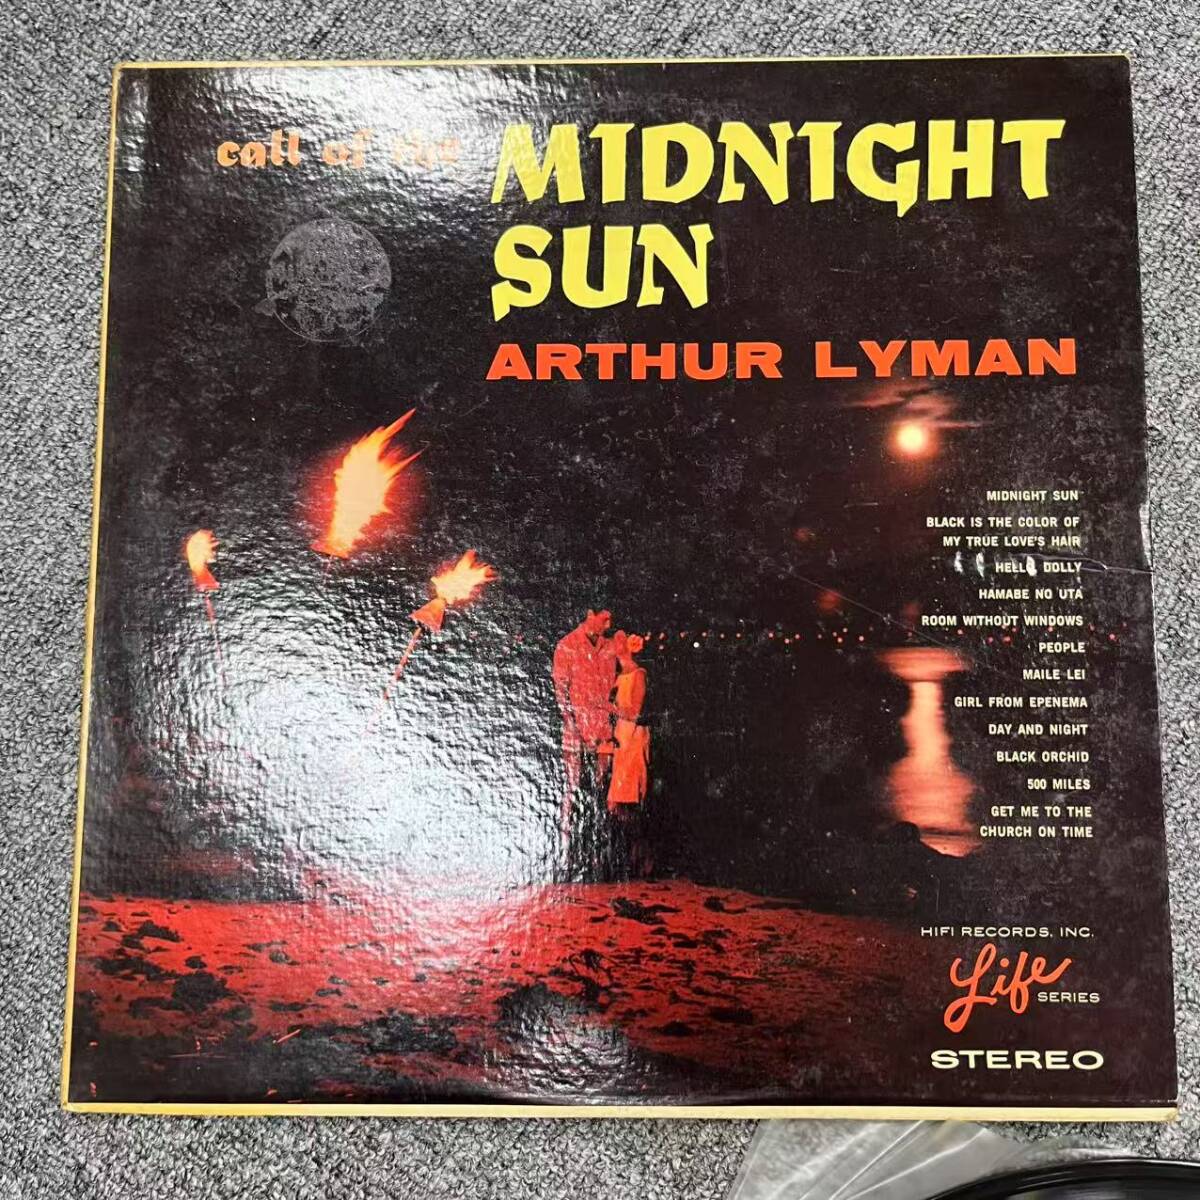 call of the MIDNIGHT
SUN
ARTHUR LYMAN
MIDNIGHT SUN
BLACK IS THE COLOR OF
MY TRUE LOVE'S HAIR
HELLO DOLLY
HAMABE NO UTA
ROOM WITHOUT WINDOWS
PEOPLE
MAILE LEI
GIRL FROM EPENEMA
DAY AND NIGHT
BLACK ORCHID
500 MILES
GET ME TO THE
CHURCH ON TIME
HIFI RECORDS, INC.
Life
SERIES
STEREO